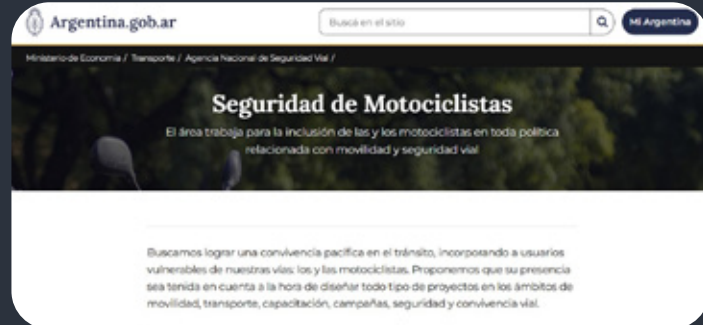 Argentina.gob.ar
Buscá en el sitio
Mi Argentina
Ministerio de Economía / Transporte / Agencia Nacional de Seguridad Vial /
Seguridad de Motociclistas
El área trabaja para la inclusión de las y los motociclistas en toda política
relacionada con movilidad y seguridad vial
Buscamos lograr una convivencia pacífica en el tránsito, incorporando a usuarios
vulnerables de nuestras vías: los y las motociclistas. Proponemos que su presencia
sea tenida en cuenta a la hora de diseñar todo tipo de proyectos en los ámbitos de
movilidad, transporte, capacitación, campañas, seguridad y convivencia vial.